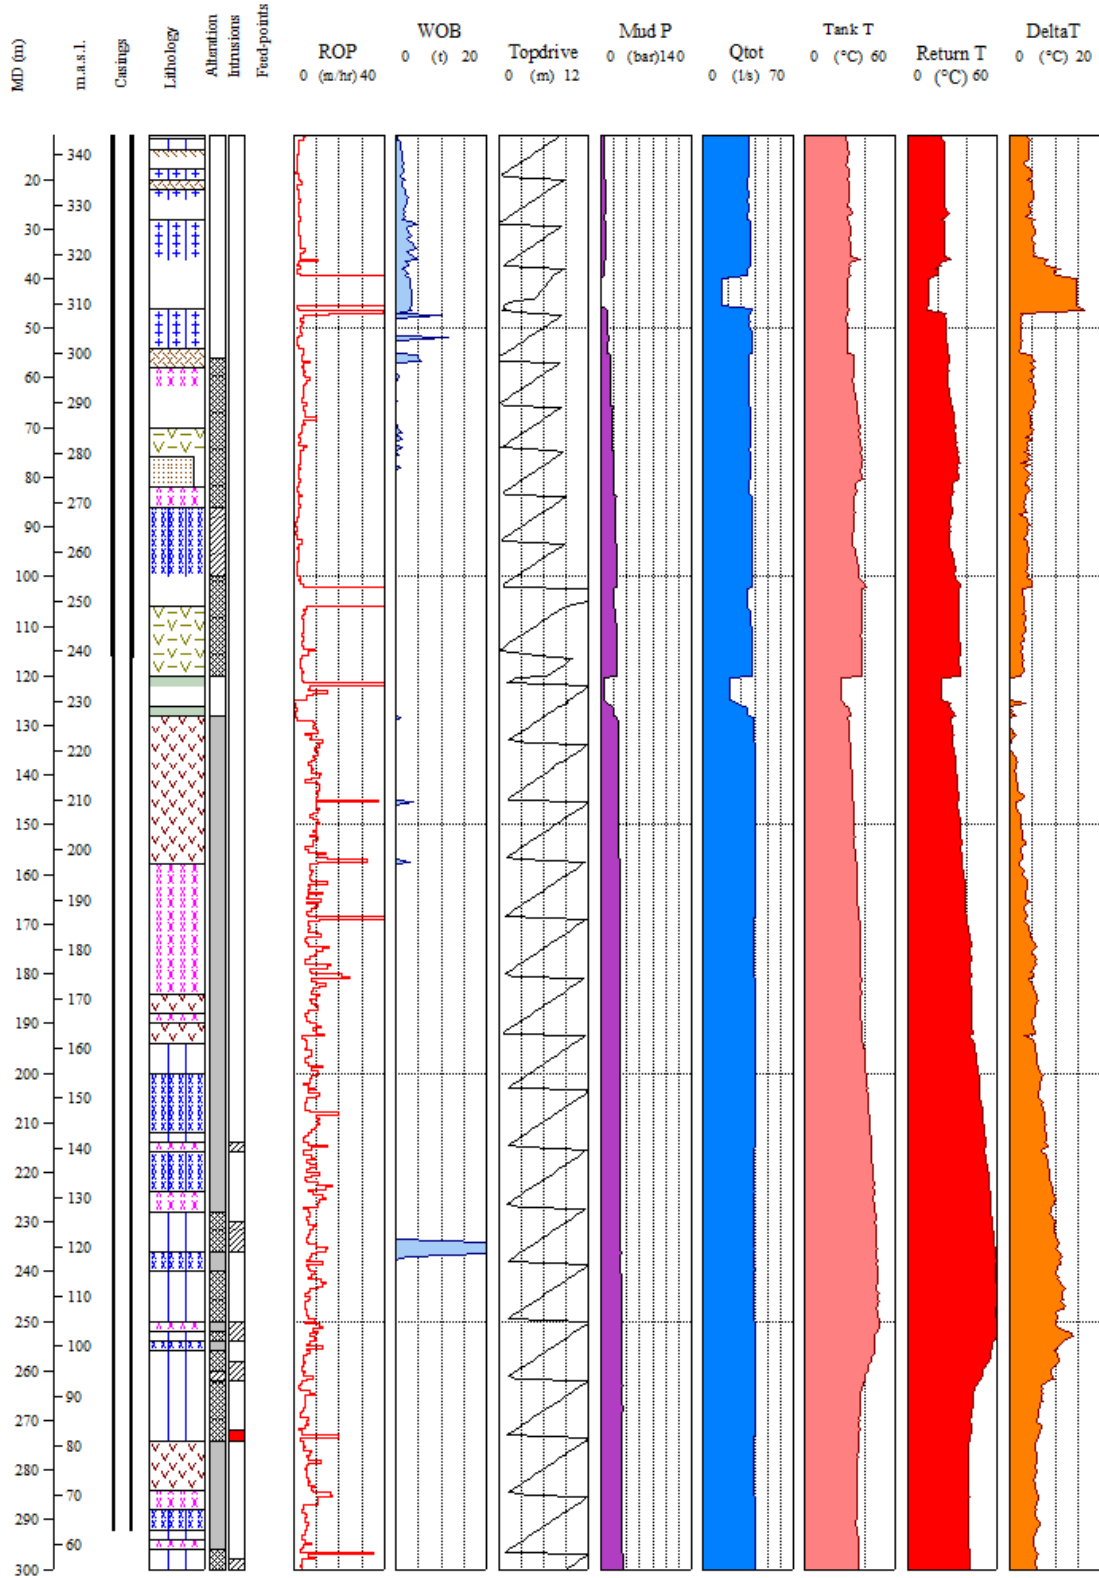 MD (m)
m.a.s.l.
Casings
Lithology
Alteration
Intrusions
Feed-points
ROP
0 (m/hr) 40
WOB
0 (t) 20
Topdrive
0 (m) 12
Mud P
0 (bar)140
Qtot
0 (l/s) 70
Tank T
0 (°C) 60
Return T
0 (°C) 60
DeltaT
0 (°C) 20
340
20
330
30
320
40
310
50
300
60
290
70
280
80
270
90
260
100
250
110
240
120
230
130
220
140
210
150
200
160
190
170
180
180
170
190
160
200
150
210
140
220
130
230
120
240
110
250
100
260
90
270
80
280
70
290
60
300